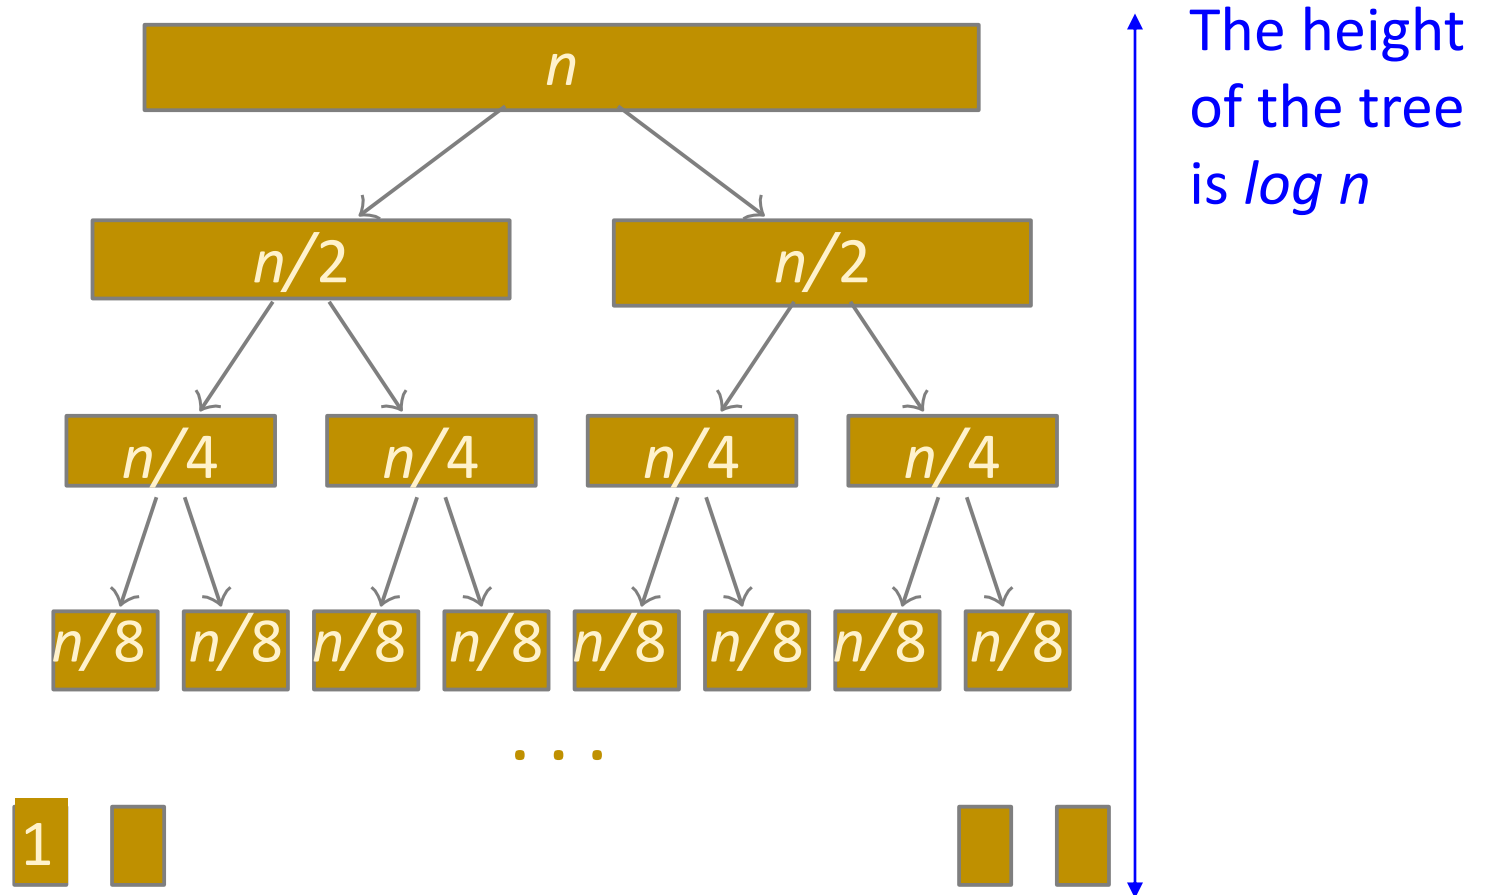 The height
of the tree
is log n
n
n/2 n/2
n/4 n/4 n/4 n/4
n/8 n/8 n/8 n/8 n/8 n/8 n/8 n/8
. . .
1